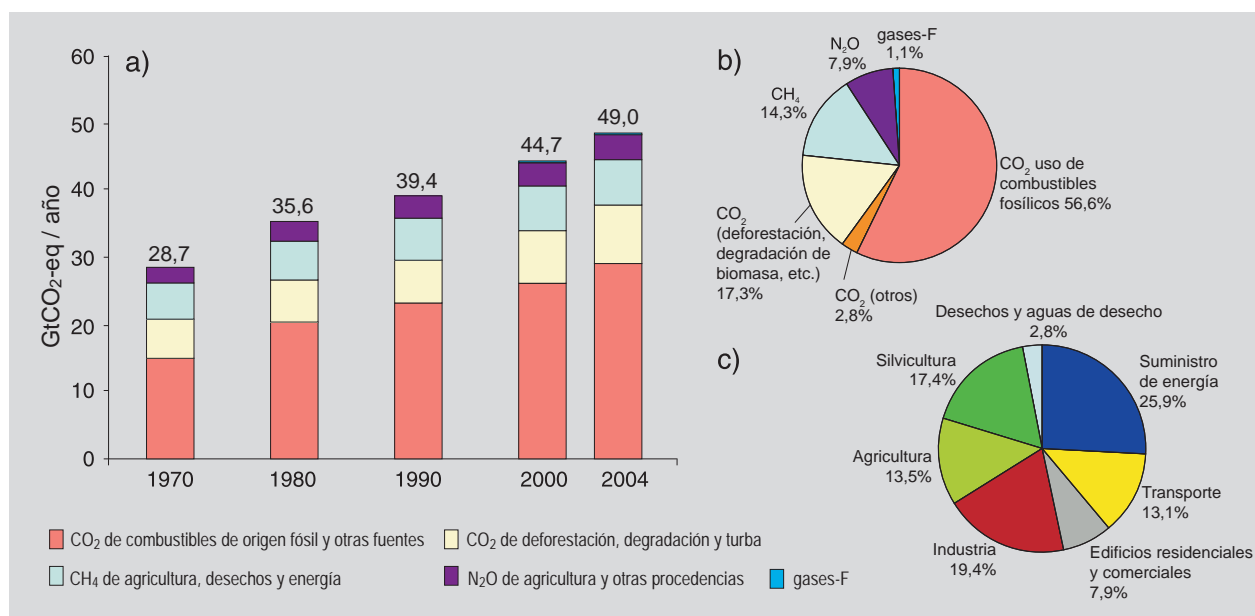 a)
GtCO₂-eq / año
60
50
40
30
20
10
0
28,7
35,6
39,4
44,7
49,0
1970
1980
1990
2000
2004
CO₂ de combustibles de origen fósil y otras fuentes
CO₂ de deforestación, degradación y turba
CH₄ de agricultura, desechos y energía
N₂O de agricultura y otras procedencias
gases-F
b)
gases-F
1,1%
N₂O
7,9%
CH₄
14,3%
CO₂
(deforestación,
degradación de
biomasa, etc.)
17,3%
CO₂ (otros)
2,8%
CO₂ uso de
combustibles
fosílicos 56,6%
c)
Desechos y aguas de desecho
2,8%
Silvicultura
17,4%
Agricultura
13,5%
Industria
19,4%
Edificios residenciales
y comerciales
7,9%
Transporte
13,1%
Suministro
de energía
25,9%